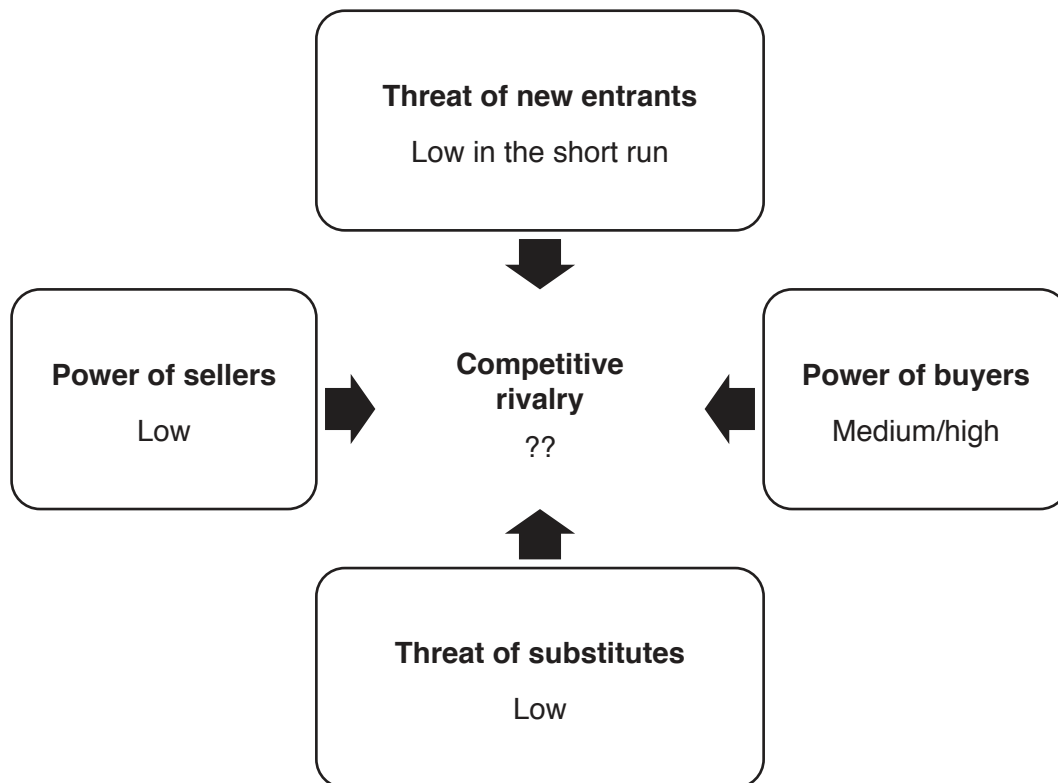 Threat of new entrants
Low in the short run
Power of sellers
Low
Competitive
rivalry
??
Power of buyers
Medium/high
Threat of substitutes
Low